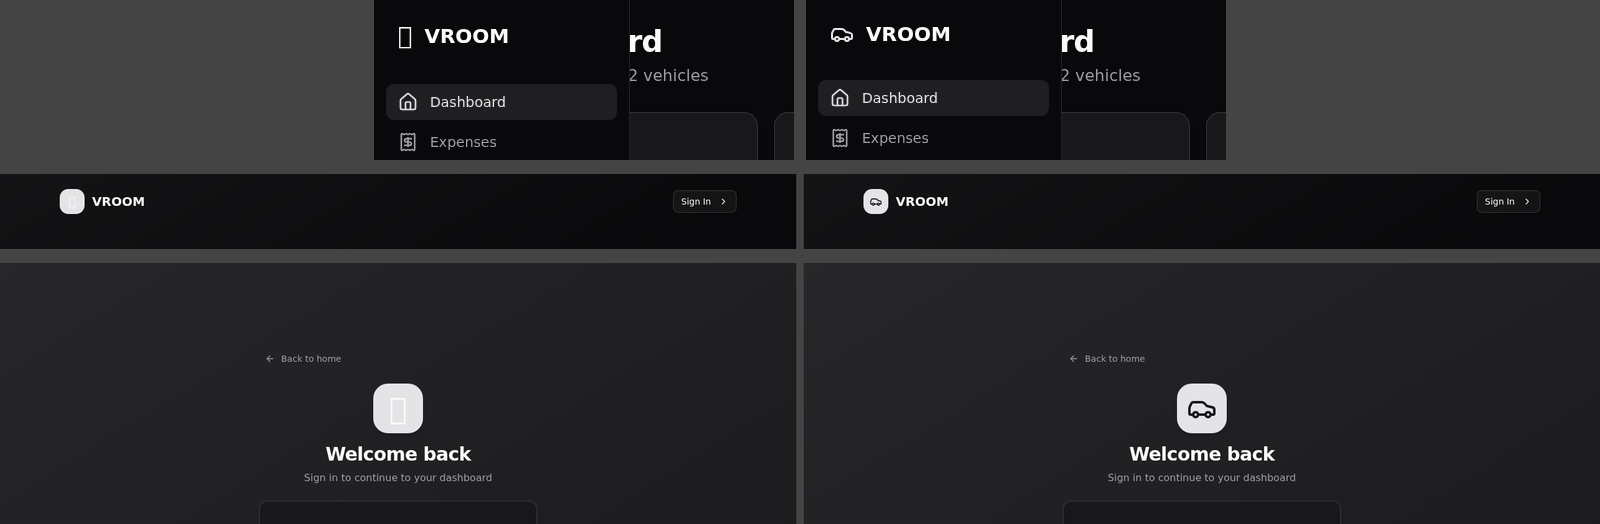 VROOM
rd
2 vehicles
Dashboard
Expenses
VROOM
rd
2 vehicles
Dashboard
Expenses
VROOM
Sign In
VROOM
Sign In
Back to home
Welcome back
Sign in to continue to your dashboard
Back to home
Welcome back
Sign in to continue to your dashboard